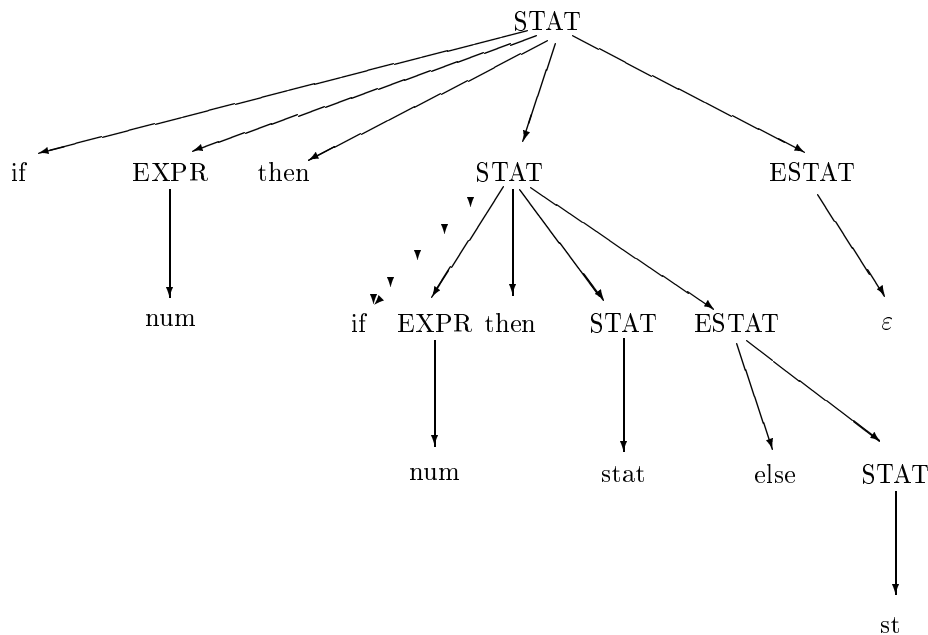 STAT
if EXPR then STAT ESTAT
num if EXPR then STAT ESTAT ε
num stat else STAT
st